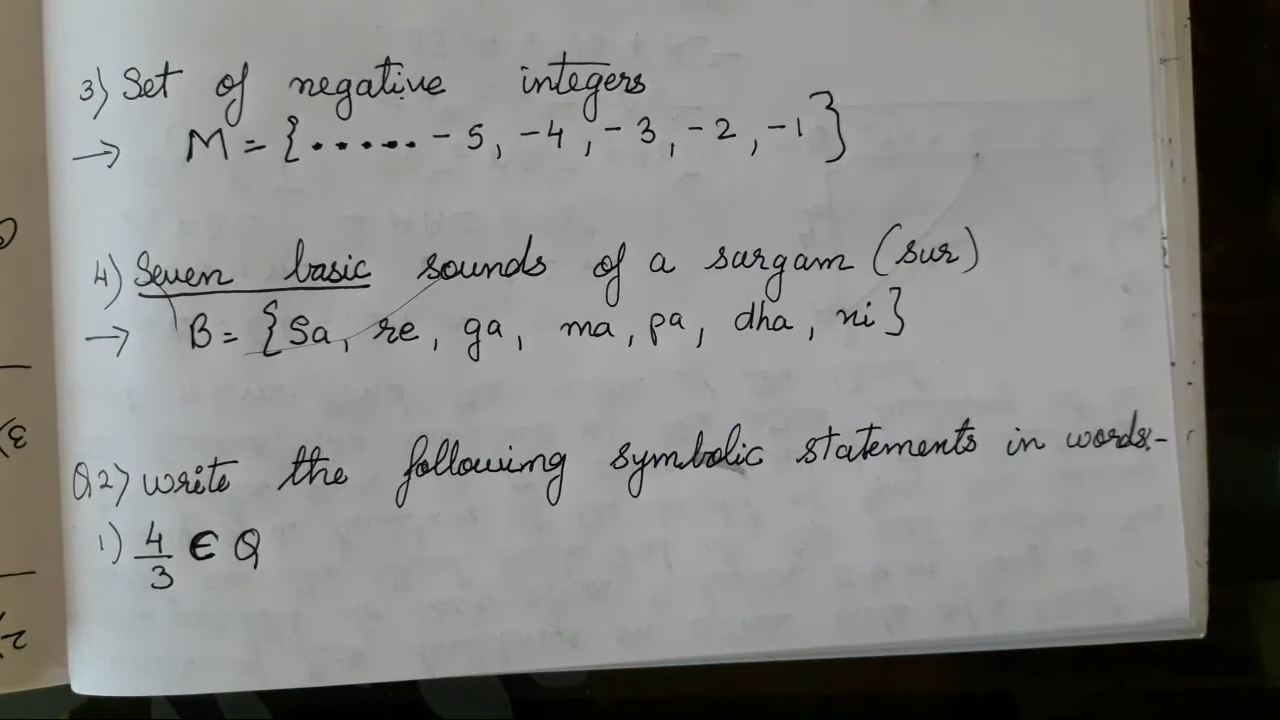 3) Set of negative integers
→ M = {..... -5, -4, -3, -2, -1}
4) Seven basic sounds of a sargam (sur)
→ B = {Sa, re, ga, ma, pa, dha, ni}
Q2) write the following symbolic statements in words:-
1) 4/3 ∈ Q